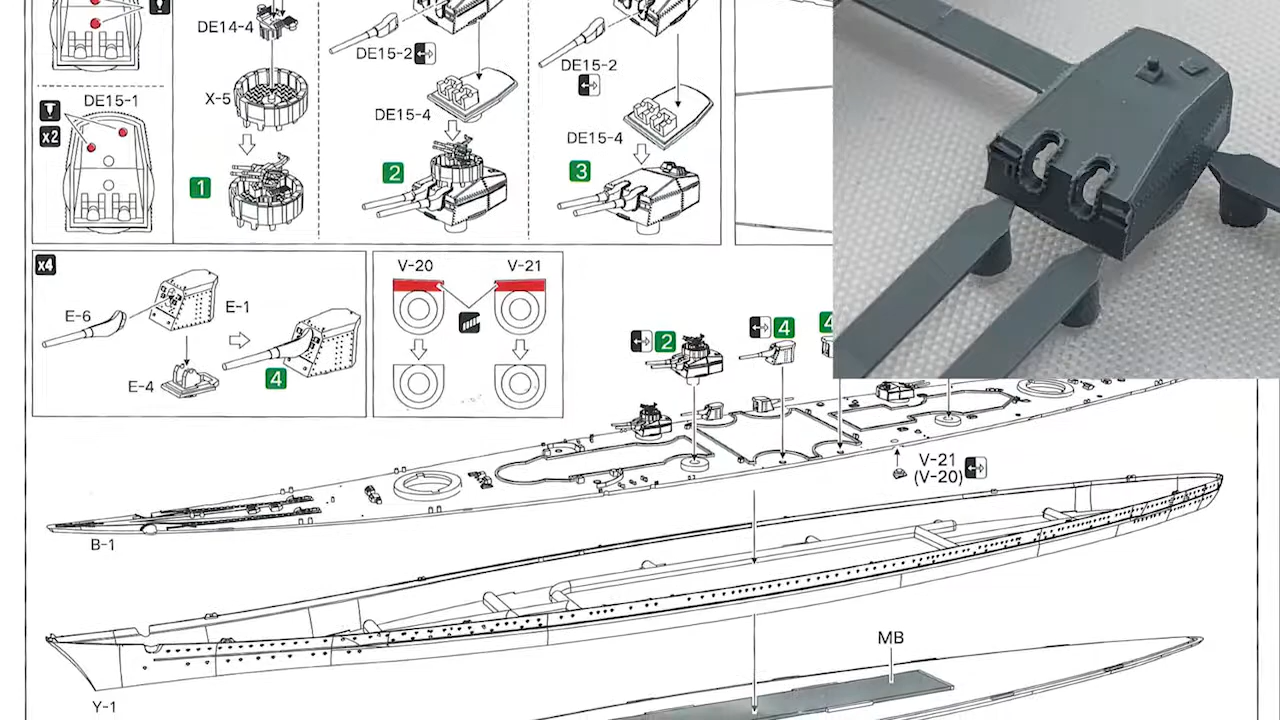 DE14-4
X-5
1
DE15-1
x2
DE15-2
DE15-4
2
DE15-2
DE15-4
3
x4
E-6
E-1
E-4
4
V-20
V-21
2
4
4
V-21
(V-20)
B-1
Y-1
MB